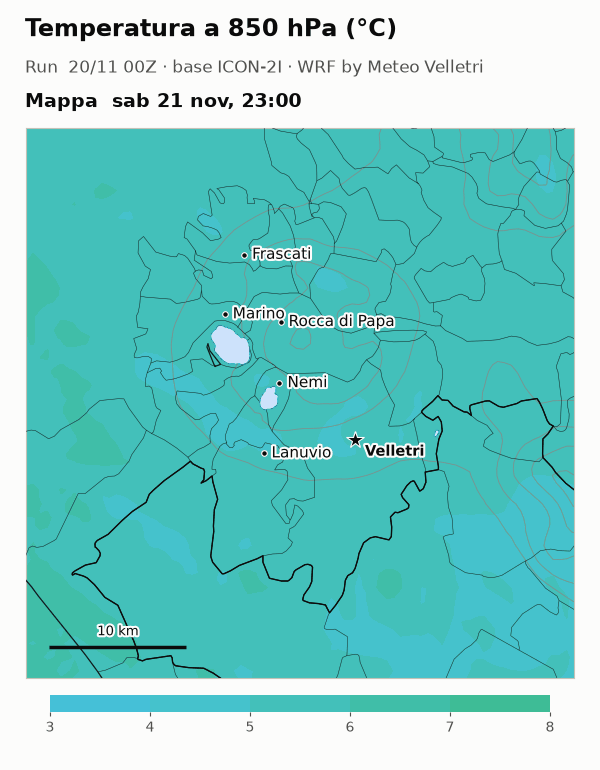 Temperatura a 850 hPa (°C)
Run  20/11 00Z · base ICON-2I · WRF by Meteo Velletri
Mappa  sab 21 nov, 23:00
Frascati
Marino
Rocca di Papa
Nemi
Velletri
Lanuvio
10 km
3 4 5 6 7 8